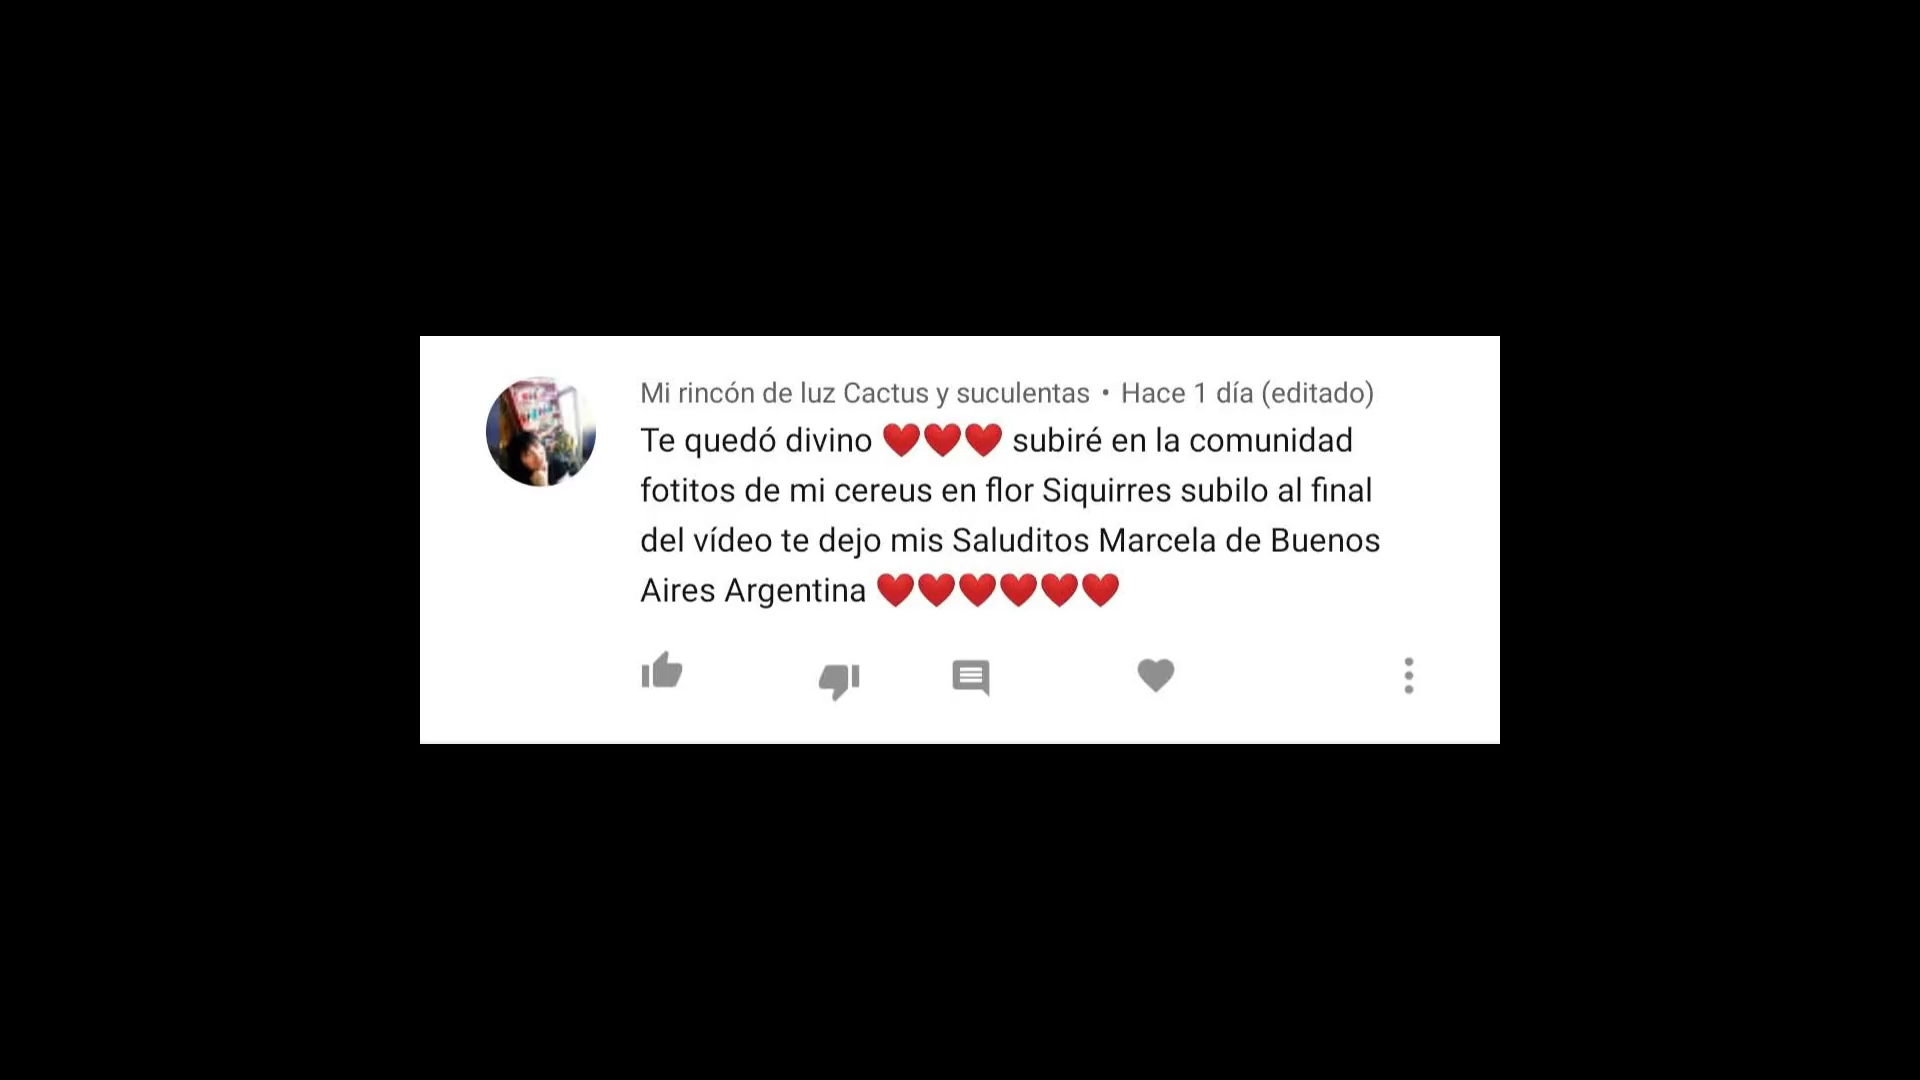 Mi rincón de luz Cactus y suculentas • Hace 1 día (editado)
Te quedó divino ❤️❤️❤️ subiré en la comunidad
fotitos de mi cereus en flor Siquirres subilo al final
del vídeo te dejo mis Saluditos Marcela de Buenos
Aires Argentina ❤️❤️❤️❤️❤️❤️